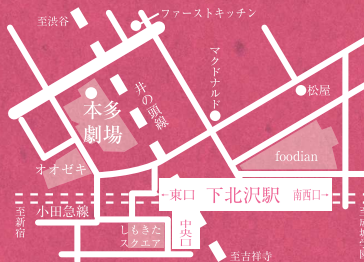 至渋谷
ファーストキッチン
マクドナルド
井の頭線
松屋
本多
劇場
foodian
オオゼキ
←東口
下北沢駅
南西口→
中央口
至新宿
小田急線
しもきた
スクエア
至吉祥寺